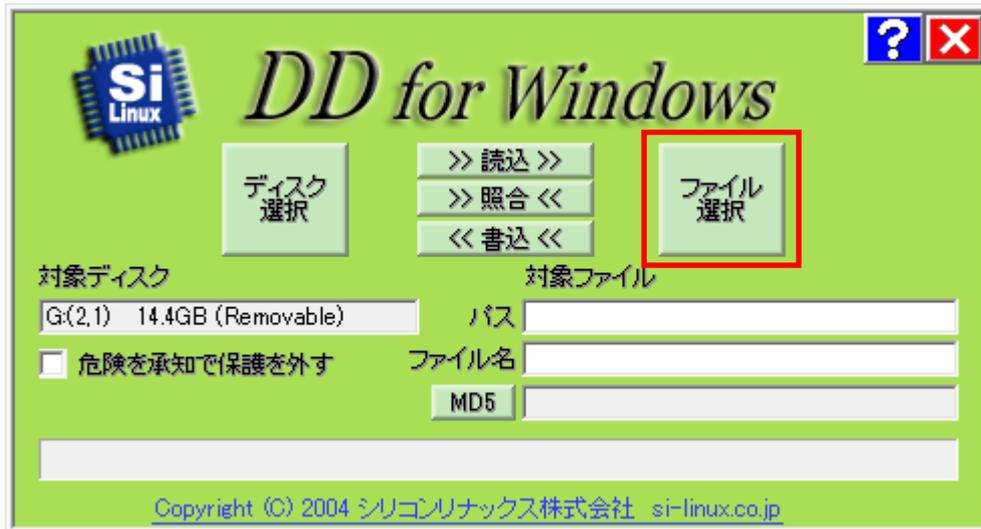 Si
Linux
DD for Windows
?
ディスク
選択
>> 読込 >>
>> 照合 <<
<< 書込 <<
ファイル
選択
対象ディスク
対象ファイル
G:(2,1) 14.4GB (Removable)
パス
危険を承知で保護を外す
ファイル名
MD5
Copyright (C) 2004 シリコンリナックス株式会社 si-linux.co.jp